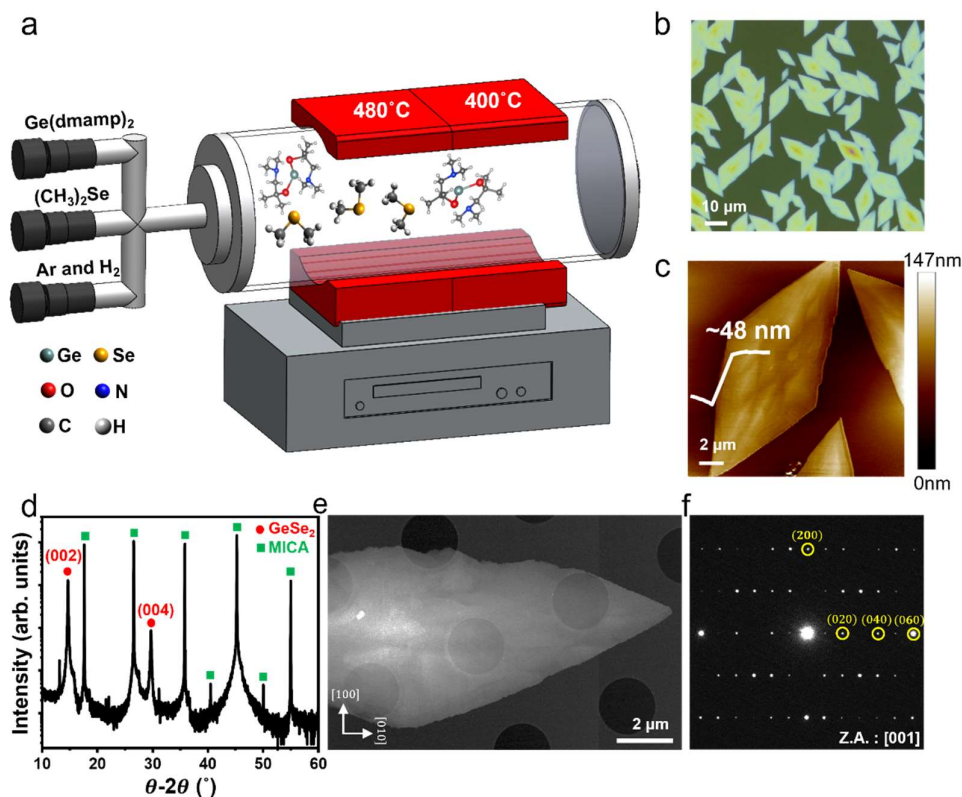 a
480˚C 400˚C
Ge(dmamp)₂
(CH₃)₂Se
Ar and H₂
Ge Se
O N
C H
b
10 µm
c
147nm
~48 nm
2 µm
0nm
d
GeSe₂
MICA
(002)
(004)
Intensity (arb. units)
10 20 30 40 50 60
θ-2θ (˚)
e
[100]
[010]
2 µm
f
(200)
(020) (040) (060)
Z.A. : [001]